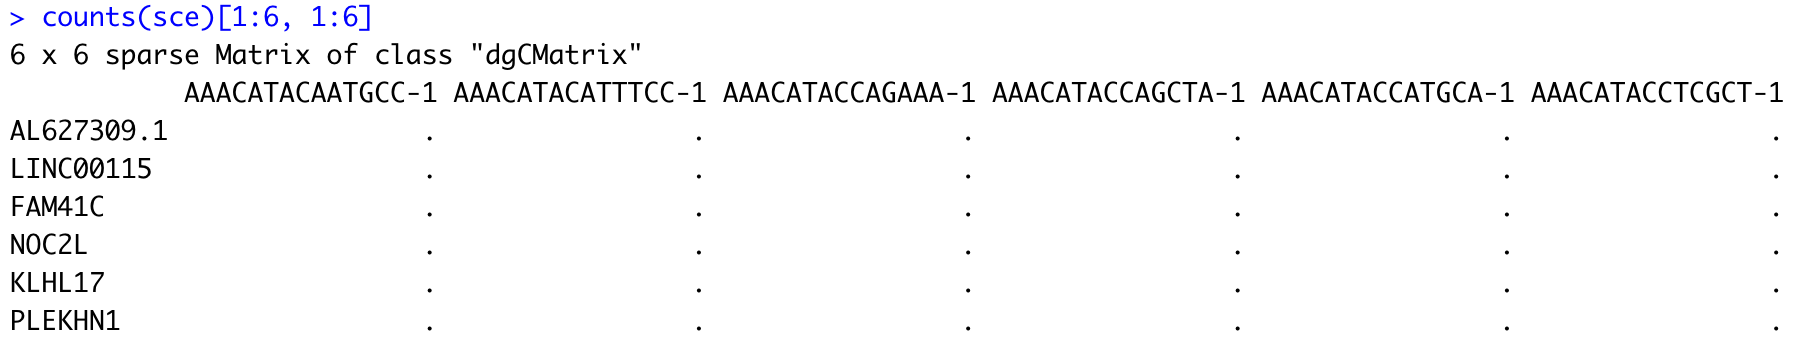 > counts(sce)[1:6, 1:6]
6 x 6 sparse Matrix of class "dgCMatrix"
AAACATACAATGCC-1 AAACATACATTTCC-1 AAACATACCAGAAA-1 AAACATACCAGCTA-1 AAACATACCATGCA-1 AAACATACCTCGCT-1
AL627309.1 . . . . . .
LINC00115 . . . . . .
FAM41C . . . . . .
NOC2L . . . . . .
KLHL17 . . . . . .
PLEKHN1 . . . . . .